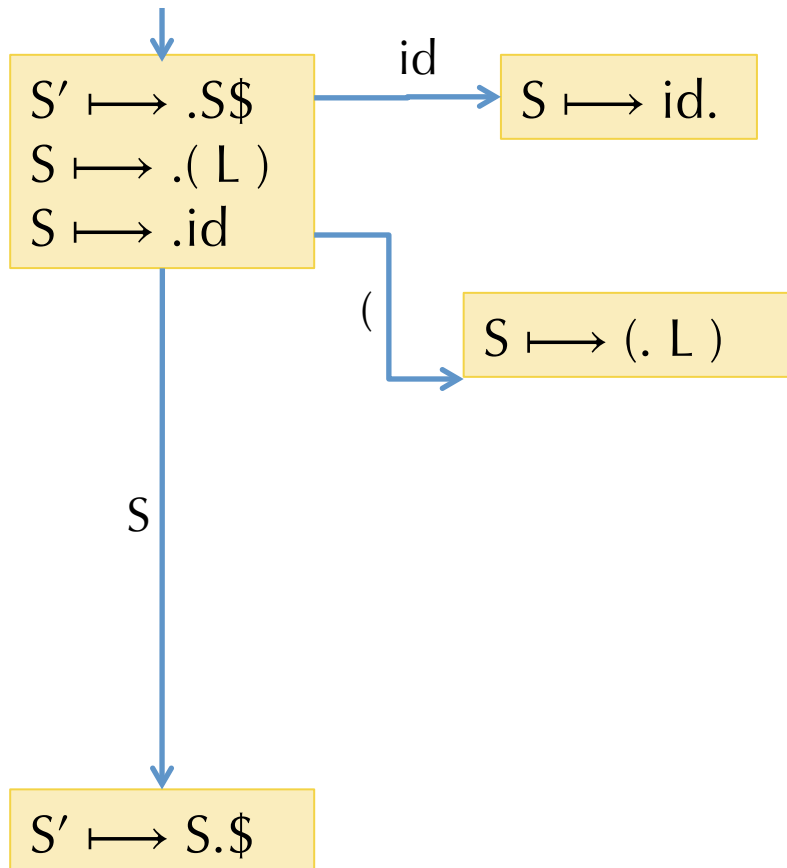 id
S′ ⟼ .S$
S ⟼ .( L )
S ⟼ .id
S ⟼ id.
(
S ⟼ (. L )
S
S′ ⟼ S.$